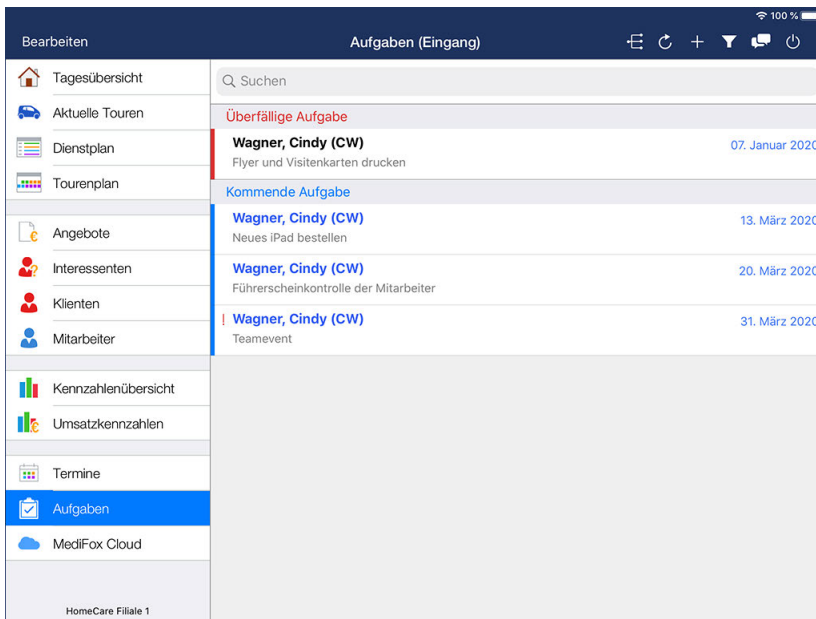 100 %
Bearbeiten
Aufgaben (Eingang)
Tagesübersicht
Aktuelle Touren
Dienstplan
Tourenplan
Angebote
Interessenten
Klienten
Mitarbeiter
Kennzahlenübersicht
Umsatzkennzahlen
Termine
Aufgaben
MediFox Cloud
HomeCare Filiale 1
Suchen
Überfällige Aufgabe
Wagner, Cindy (CW) 07. Januar 2020
Flyer und Visitenkarten drucken
Kommende Aufgabe
Wagner, Cindy (CW) 13. März 2020
Neues iPad bestellen
Wagner, Cindy (CW) 20. März 2020
Führerscheinkontrolle der Mitarbeiter
! Wagner, Cindy (CW) 31. März 2020
Teamevent